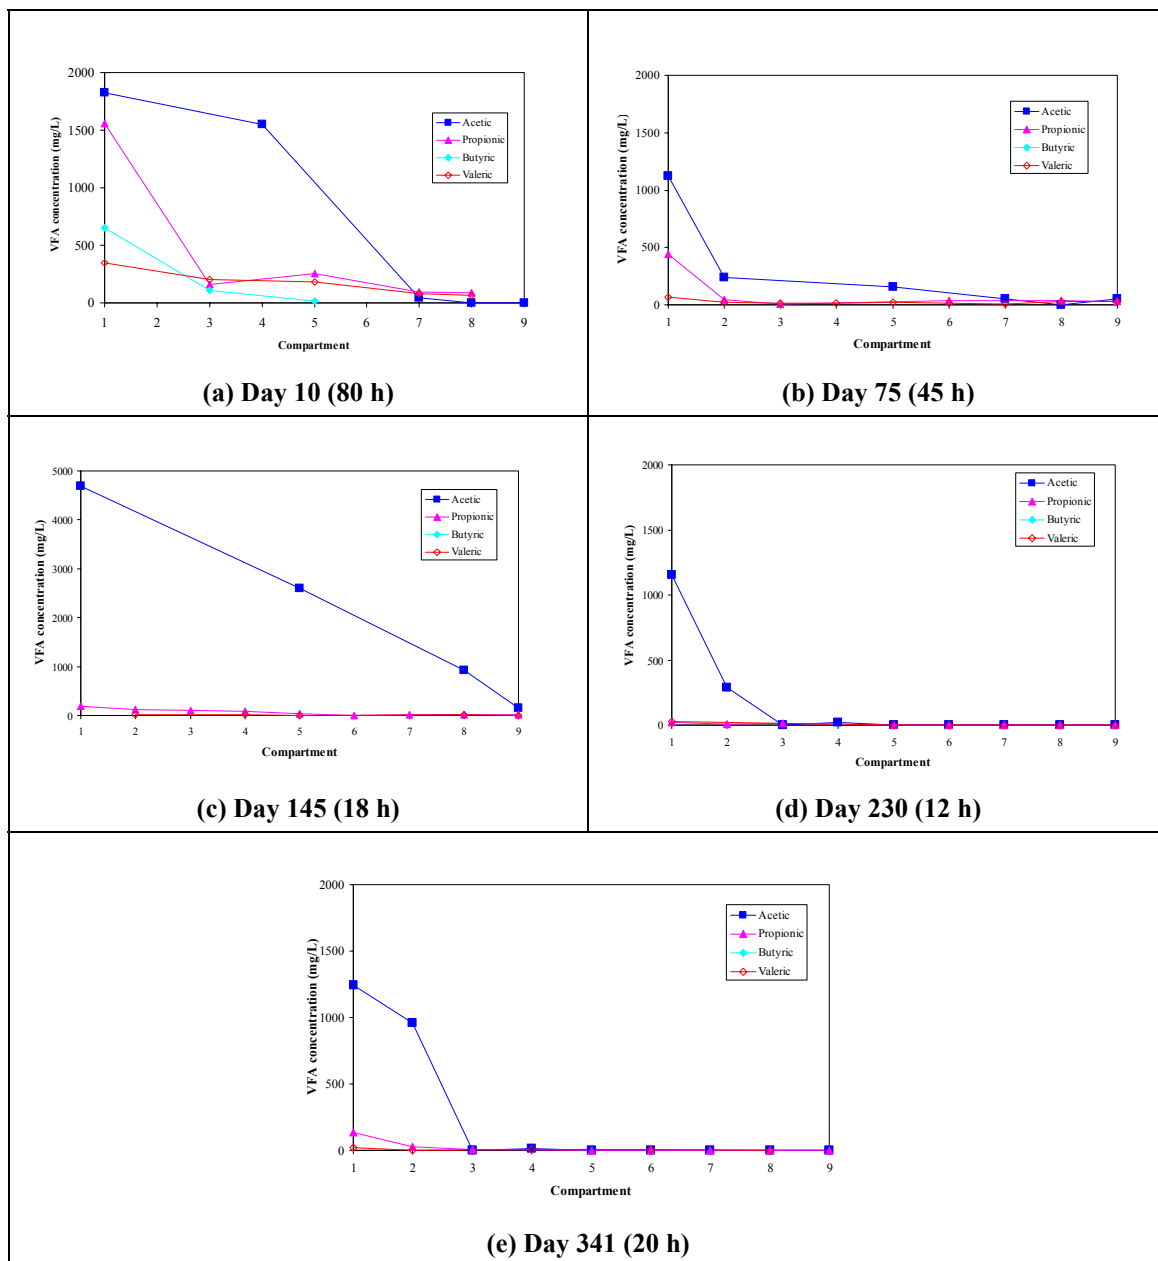 2000
1500
1000
500
0
VFA concentration (mg/L)
Acetic
Propionic
Butyric
Valeric
1 2 3 4 5 6 7 8 9
Compartment
(a) Day 10 (80 h)
2000
1500
1000
500
0
VFA concentration (mg/L)
Acetic
Propionic
Butyric
Valeric
1 2 3 4 5 6 7 8 9
Compartment
(b) Day 75 (45 h)
5000
4000
3000
2000
1000
0
VFA concentration (mg/L)
Acetic
Propionic
Butyric
Valeric
1 2 3 4 5 6 7 8 9
Compartment
(c) Day 145 (18 h)
2000
1500
1000
500
0
VFA concentration (mg/L)
Acetic
Propionic
Butyric
Valeric
1 2 3 4 5 6 7 8 9
Compartment
(d) Day 230 (12 h)
2000
1500
1000
500
0
VFA concentration (mg/L)
Acetic
Propionic
Butyric
Valeric
1 2 3 4 5 6 7 8 9
Compartment
(e) Day 341 (20 h)